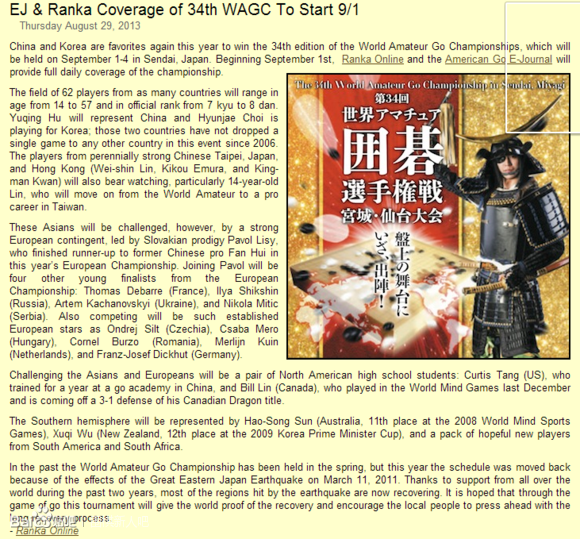 EJ & Ranka Coverage of 34th WAGC To Start 9/1
Thursday August 29, 2013
China and Korea are favorites again this year to win the 34th edition of the World Amateur Go Championships, which will
be held on September 1-4 in Sendai, Japan. Beginning September 1st, Ranka Online and the American Go E-Journal will
provide full daily coverage of the championship.
The field of 62 players from as many countries will range in
age from 14 to 57 and in official rank from 7 kyu to 8 dan.
Yuqing Hu will represent China and Hyunjae Choi is
playing for Korea; those two countries have not dropped a
single game to any other country in this event since 2006.
The players from perennially strong Chinese Taipei, Japan,
and Hong Kong (Wei-shin Lin, Kikou Emura, and King-
man Kwan) will also bear watching, particularly 14-year-old
Lin, who will move on from the World Amateur to a pro
career in Taiwan.
The 34th World Amateur Go Championship in Sendai, Miyagi
第34回
世界アマチュア
囲碁
選手権戦
宮城・仙台大会
盤上の舞台に
いざ、出陣!
These Asians will be challenged, however, by a strong
European contingent, led by Slovakian prodigy Pavol Lisy,
who finished runner-up to former Chinese pro Fan Hui in
this year's European Championship. Joining Pavol will be
four other young finalists from the European
Championship: Thomas Debarre (France), Ilya Shikshin
(Russia), Artem Kachanovskyi (Ukraine), and Nikola Mitic
(Serbia). Also competing will be such established
European stars as Ondrej Silt (Czechia), Csaba Mero
(Hungary), Cornel Burzo (Romania), Merlijn Kuin
(Netherlands), and Franz-Josef Dickhut (Germany).
Challenging the Asians and Europeans will be a pair of North American high school students: Curtis Tang (US), who
trained for a year at a go academy in China, and Bill Lin (Canada), who played in the World Mind Games last December
and is coming off a 3-1 defense of his Canadian Dragon title.
The Southern hemisphere will be represented by Hao-Song Sun (Australia, 11th place at the 2008 World Mind Sports
Games), Xuqi Wu (New Zealand, 12th place at the 2009 Korea Prime Minister Cup), and a pack of hopeful new players
from South America and South Africa.
In the past the World Amateur Go Championship has been held in the spring, but this year the schedule was moved back
because of the effects of the Great Eastern Japan Earthquake on March 11, 2011. Thanks to support from all over the
world during the past two years, most of the regions hit by the earthquake are now recovering. It is hoped that through the
game of go this tournament will give the world proof of the recovery and encourage the local people to press ahead with the
long recovery process.
- Ranka Online